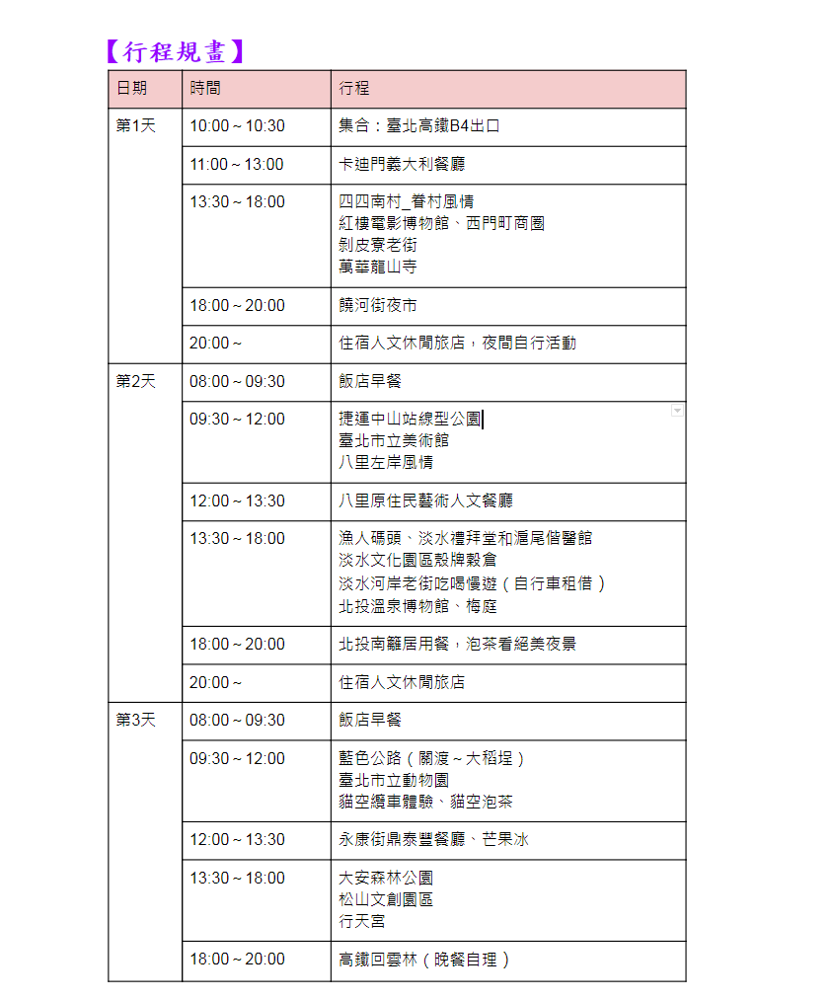 【行程規畫】
日期 時間 行程
第1天 10:00～10:30 集合：臺北高鐵B4出口
11:00～13:00 卡迪門義大利餐廳
13:30～18:00 四四南村_眷村風情
紅樓電影博物館、西門町商圈
剝皮寮老街
萬華龍山寺
18:00～20:00 饒河街夜市
20:00～ 住宿人文休閒旅店，夜間自行活動
第2天 08:00～09:30 飯店早餐
09:30～12:00 捷運中山站線型公園
臺北市立美術館
八里左岸風情
12:00～13:30 八里原住民藝術人文餐廳
13:30～18:00 漁人碼頭、淡水禮拜堂和滬尾偕醫館
淡水文化園區殼牌穀倉
淡水河岸老街吃喝慢遊（自行車租借）
北投溫泉博物館、梅庭
18:00～20:00 北投南籬居用餐，泡茶看絕美夜景
20:00～ 住宿人文休閒旅店
第3天 08:00～09:30 飯店早餐
09:30～12:00 藍色公路（關渡～大稻埕）
臺北市立動物園
貓空纜車體驗、貓空泡茶
12:00～13:30 永康街鼎泰豐餐廳、芒果冰
13:30～18:00 大安森林公園
松山文創園區
行天宮
18:00～20:00 高鐵回雲林（晚餐自理）